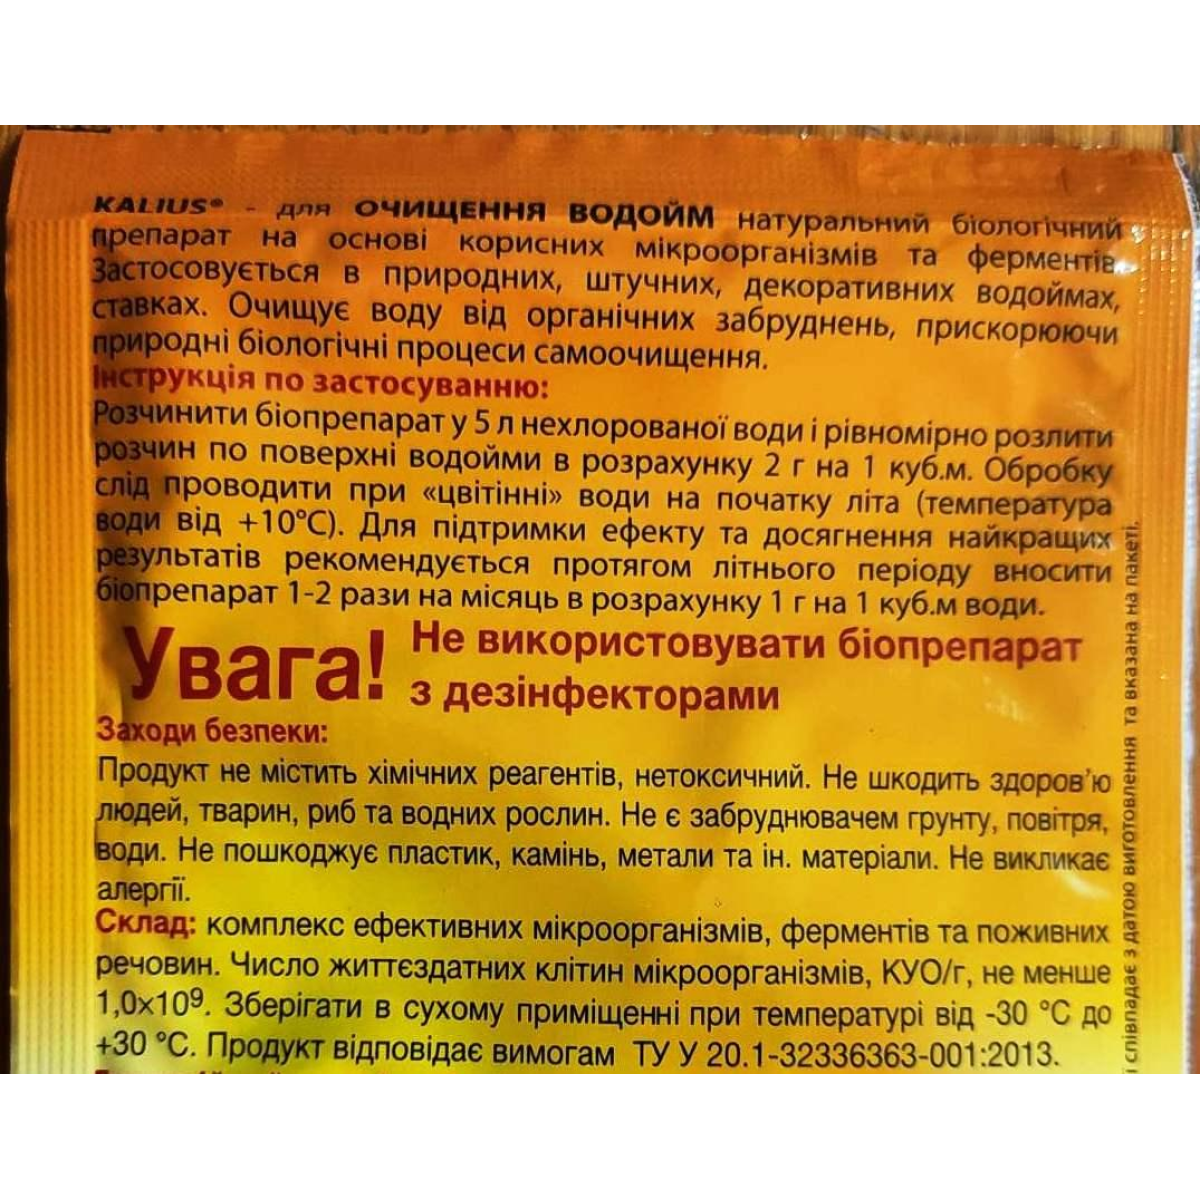 KALIUS® - для ОЧИЩЕННЯ ВОДОЙМ натуральний біологічний
препарат на основі корисних мікроорганізмів та ферментів.
Застосовується в природних, штучних, декоративних водоймах,
ставках. Очищує воду від органічних забруднень, прискорюючи
природні біологічні процеси самоочищення.
Інструкція по застосуванню:
Розчинити біопрепарат у 5 л нехлорованої води і рівномірно розлити
розчин по поверхні водойми в розрахунку 2 г на 1 куб.м. Обробку
слід проводити при «цвітінні» води на початку літа (температура
води від +10°С). Для підтримки ефекту та досягнення найкращих
результатів рекомендується протягом літнього періоду вносити
біопрепарат 1-2 рази на місяць в розрахунку 1 г на 1 куб.м води.
Увага! Не використовувати біопрепарат
з дезінфекторами
Заходи безпеки:
Продукт не містить хімічних реагентів, нетоксичний. Не шкодить здоров'ю
людей, тварин, риб та водних рослин. Не є забруднювачем грунту, повітря,
води. Не пошкоджує пластик, камінь, метали та ін. матеріали. Не викликає
алергії.
Склад: комплекс ефективних мікроорганізмів, ферментів та поживних
речовин. Число життєздатних клітин мікроорганізмів, КУО/г, не менше
1,0х10⁹. Зберігати в сухому приміщенні при температурі від -30 °С до
+30 °С. Продукт відповідає вимогам ТУ У 20.1-32336363-001:2013.
і співпадає з датою виготовлення та вказана на пакеті.